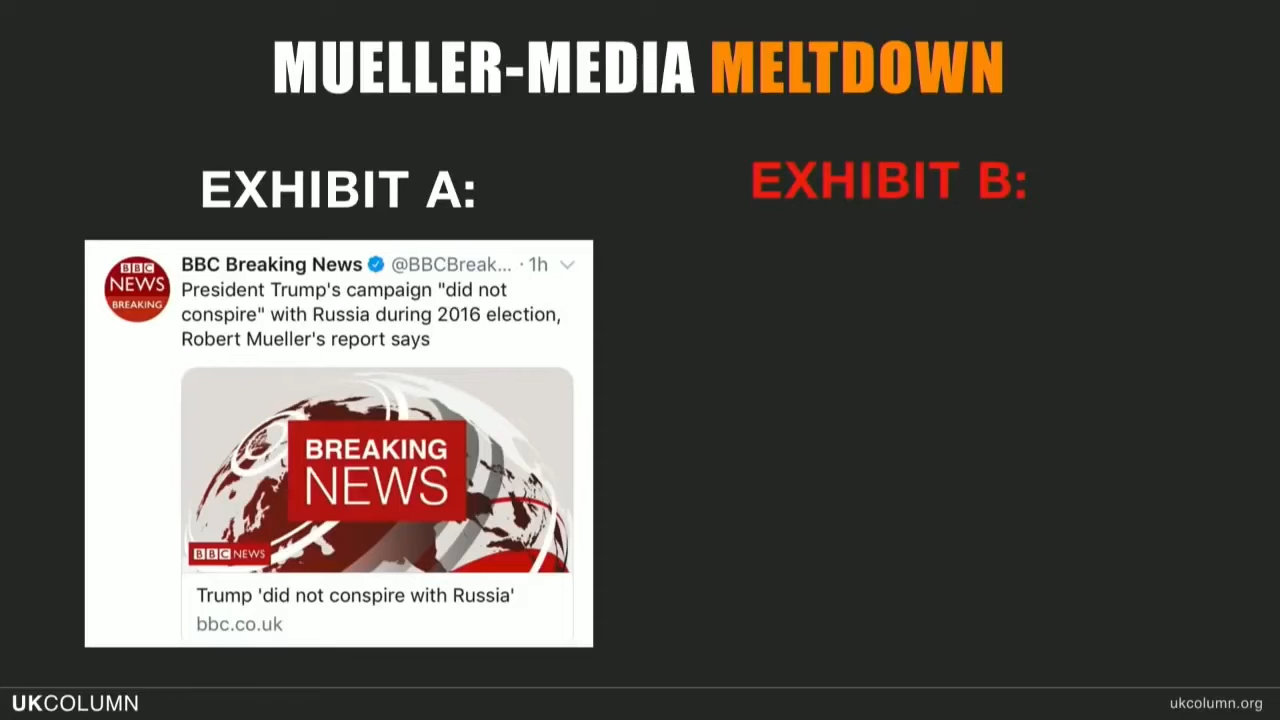 MUELLER-MEDIA MELTDOWN
EXHIBIT A:
EXHIBIT B:
BBC
NEWS
BREAKING
BBC Breaking News @BBCBreak... · 1h
President Trump's campaign "did not
conspire" with Russia during 2016 election,
Robert Mueller's report says
BREAKING
NEWS
BBC NEWS
Trump 'did not conspire with Russia'
bbc.co.uk
UKCOLUMN
ukcolumn.org